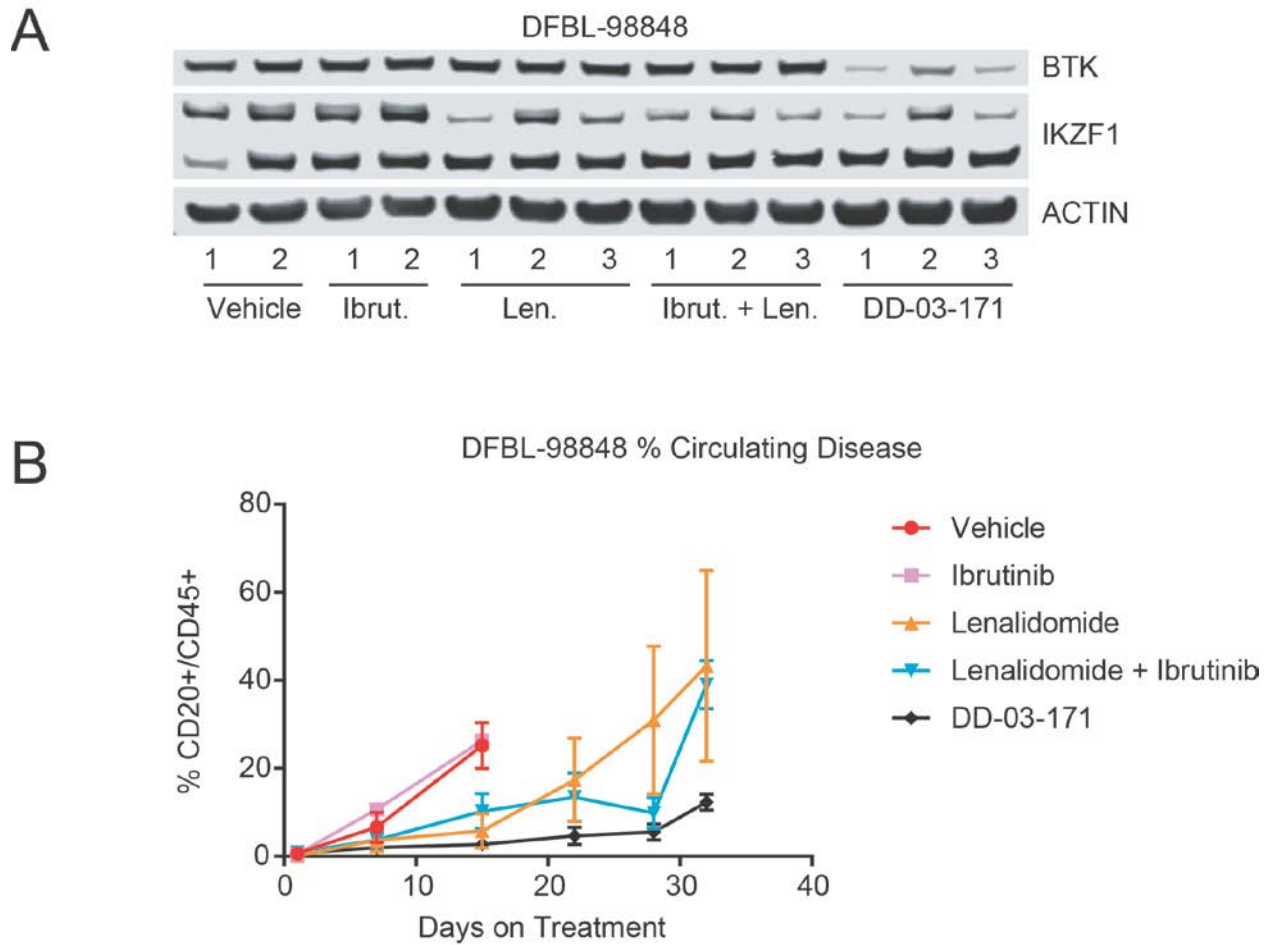 A
DFBL-98848
BTK
IKZF1
ACTIN
1 2 1 2 1 2 3 1 2 3 1 2 3
Vehicle Ibrut. Len. Ibrut. + Len. DD-03-171
B
DFBL-98848 % Circulating Disease
% CD20+/CD45+
80
60
40
20
0
0 10 20 30 40
Days on Treatment
Vehicle
Ibrutinib
Lenalidomide
Lenalidomide + Ibrutinib
DD-03-171